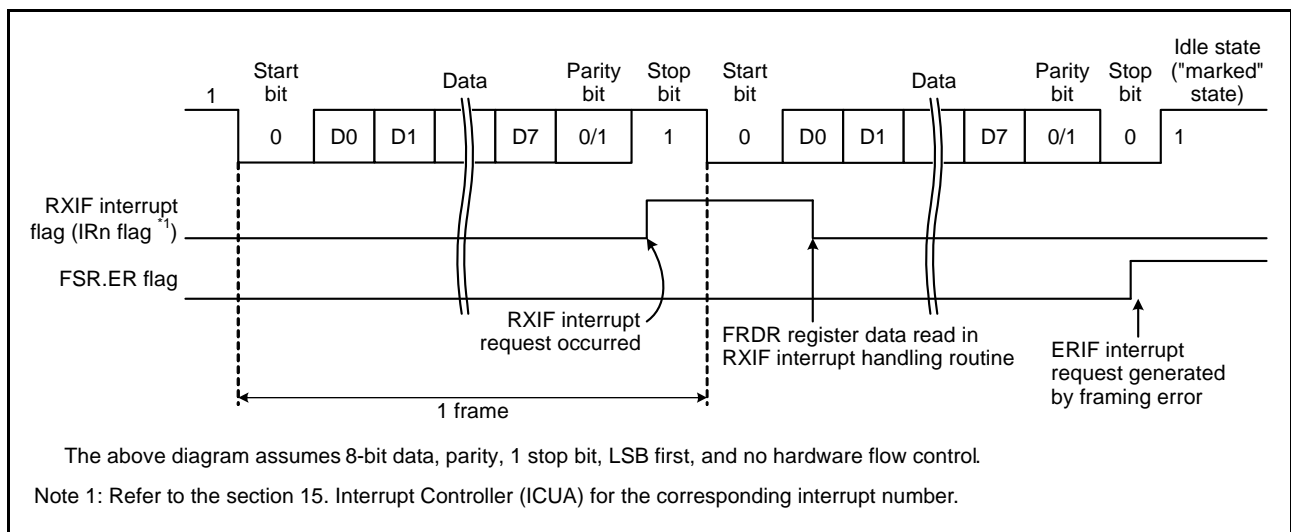 Idle state
("marked"
state)
Start
bit
Data
Parity
bit
Stop
bit
Start
bit
Data
Parity
bit
Stop
bit
1
0
D0
D1
D7
0/1
1
0
D0
D1
D7
0/1
0
1
RXIF interrupt
flag (IRn flag *1)
FSR.ER flag
RXIF interrupt
request occurred
FRDR register data read in
RXIF interrupt handling routine
ERIF interrupt
request generated
by framing error
1 frame
The above diagram assumes 8-bit data, parity, 1 stop bit, LSB first, and no hardware flow control.
Note 1: Refer to the section 15. Interrupt Controller (ICUA) for the corresponding interrupt number.